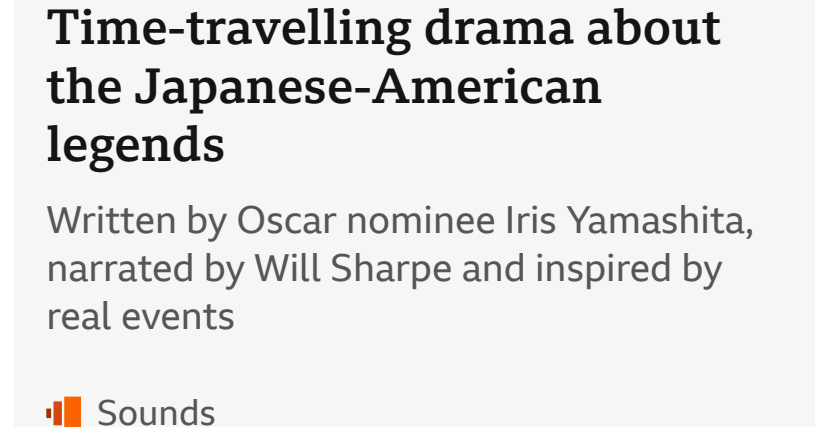 Time-travelling drama about
the Japanese-American
legends
Written by Oscar nominee Iris Yamashita,
narrated by Will Sharpe and inspired by
real events
Sounds